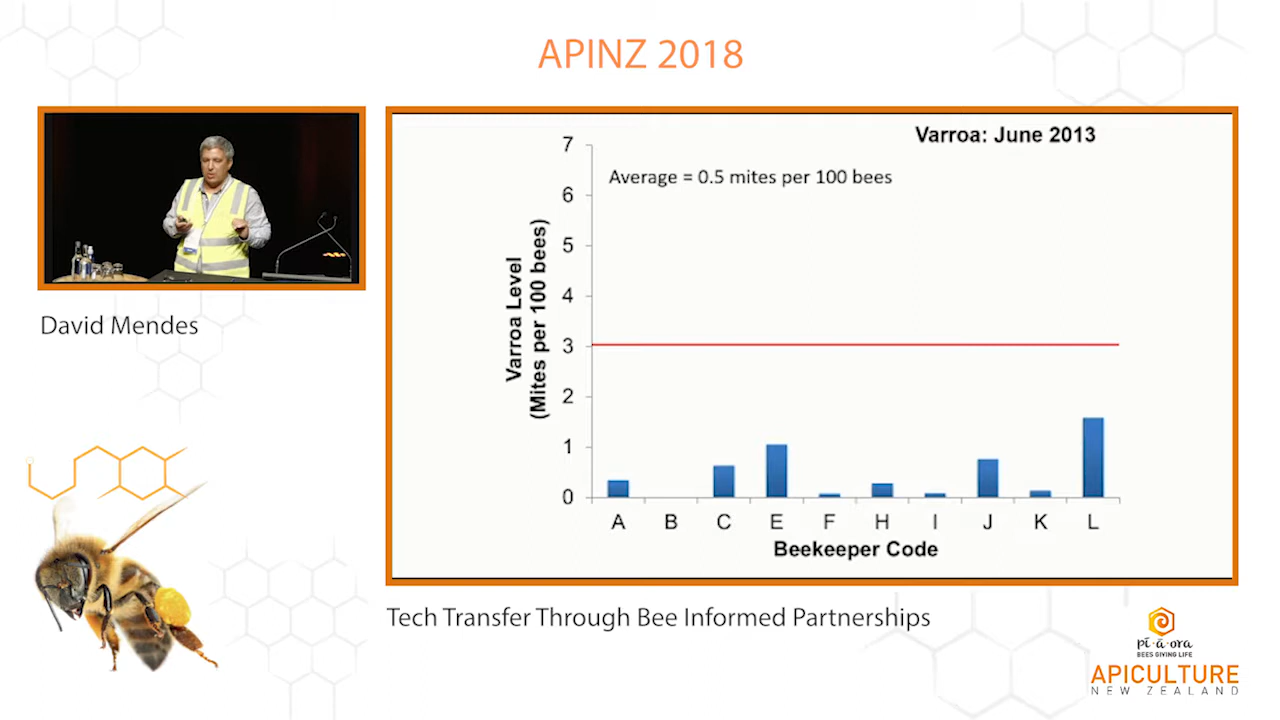 APINZ 2018
David Mendes
Varroa: June 2013
Average = 0.5 mites per 100 bees
Varroa Level
(Mites per 100 bees)
7
6
5
4
3
2
1
0
A B C E F H I J K L
Beekeeper Code
Tech Transfer Through Bee Informed Partnerships
pī-ā-ora
BEES GIVING LIFE
APICULTURE
NEW ZEALAND